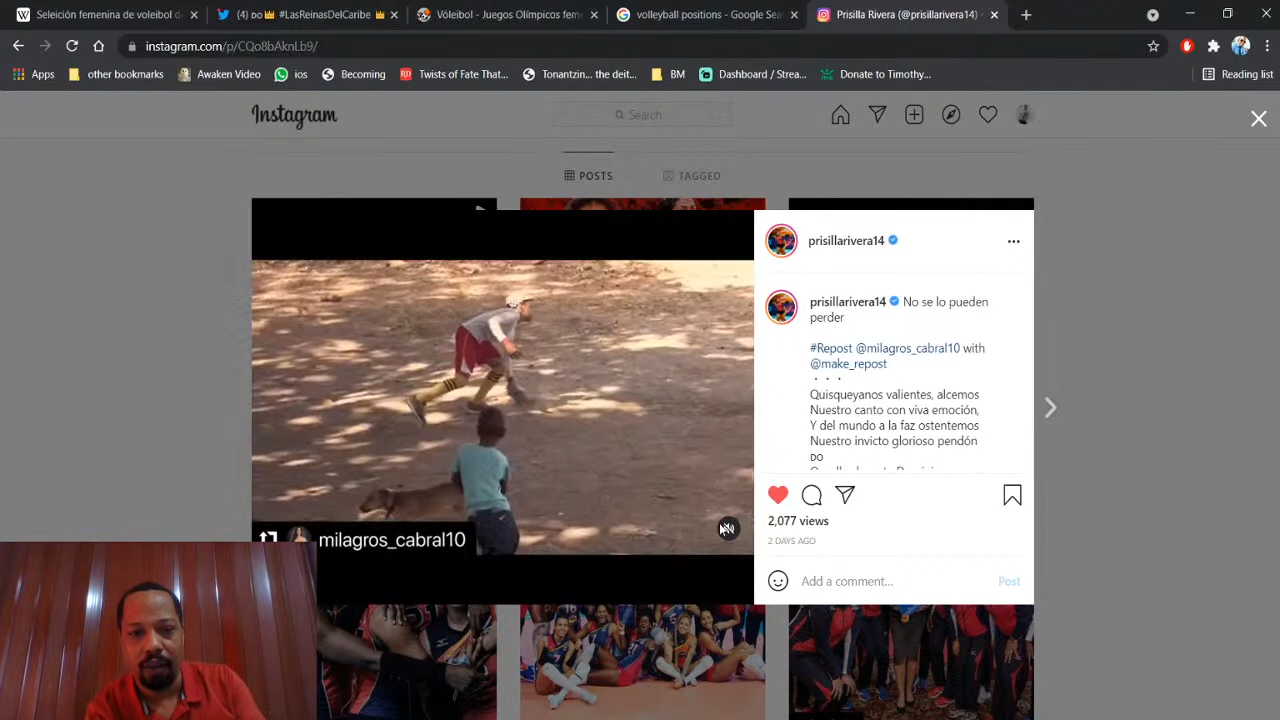 Seleción femenina de voleibol d
(4) DO #LasReinasDelCaribe
Vóleibol - Juegos Olímpicos feme
volleyball positions - Google Sea
Prisilla Rivera (@prisillarivera14) •
instagram.com/p/CQo8bAknLb9/
Apps
other bookmarks
Awaken Video
ios
Becoming
Twists of Fate That...
Tonantzin... the deit...
BM
Dashboard / Strea...
Donate to Timothy...
Reading list
Instagram
Search
POSTS
TAGGED
prisillarivera14
prisillarivera14 No se lo pueden
perder
#Repost @milagros_cabral10 with
@make_repost
・・・
Quisqueyanos valientes, alcemos
Nuestro canto con viva emoción,
Y del mundo a la faz ostentemos
Nuestro invicto glorioso pendón
DO
milagros_cabral10
2,077 views
2 DAYS AGO
Add a comment...
Post